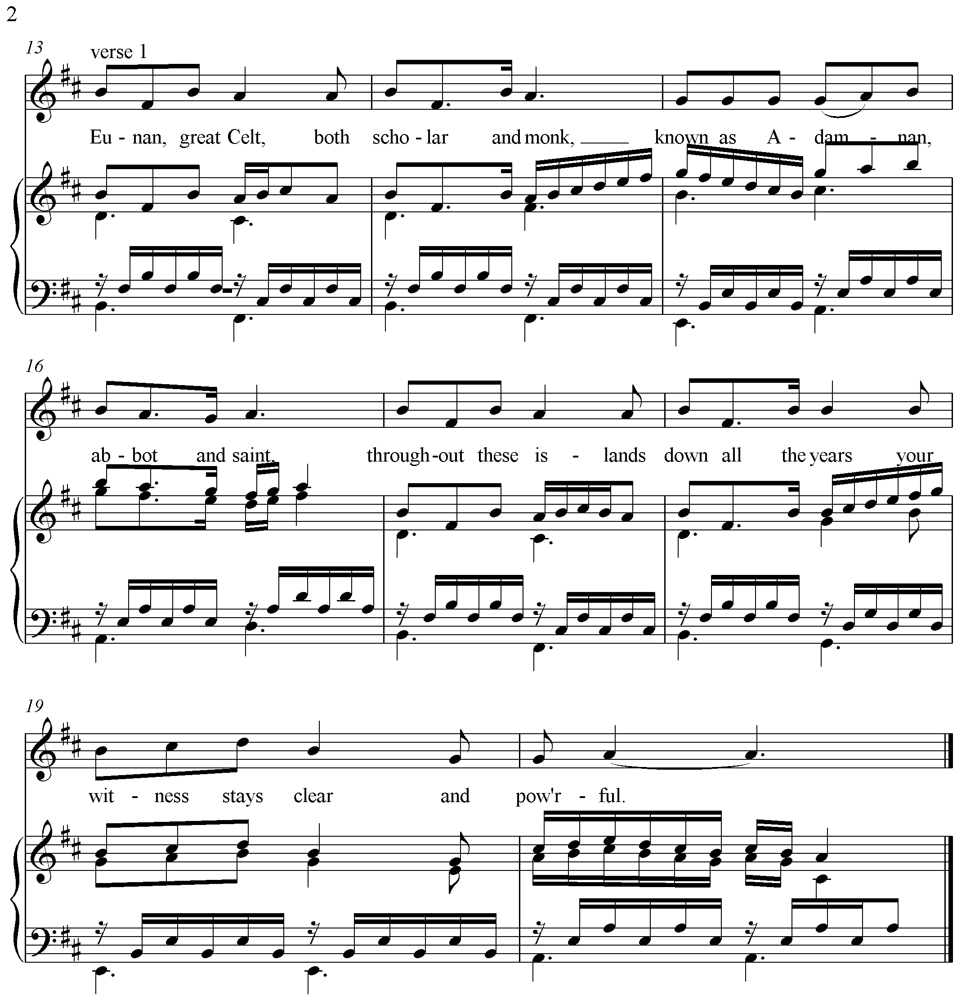 2
13 verse 1
Eu - nan, great Celt, both scho - lar and monk, known as A - dam - nan,
16
ab - bot and saint, through - out these is - lands down all the years your
19
wit - ness stays clear and pow'r - ful.